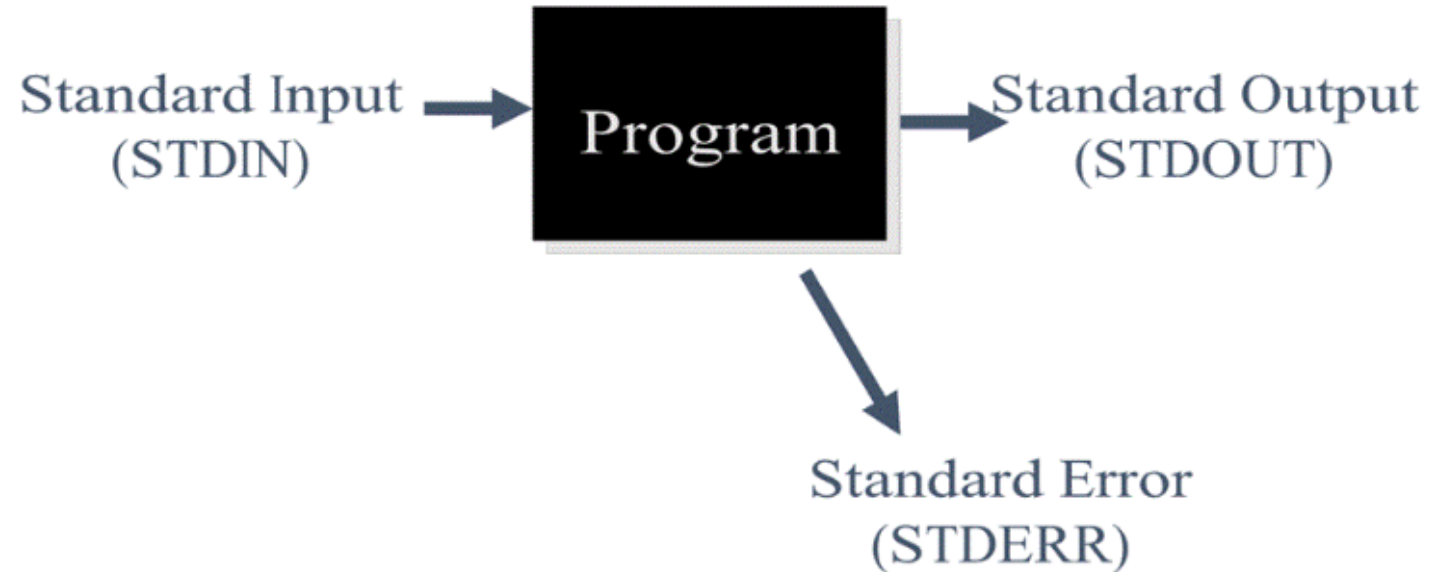 Standard Input
(STDIN)
Program
Standard Output
(STDOUT)
Standard Error
(STDERR)